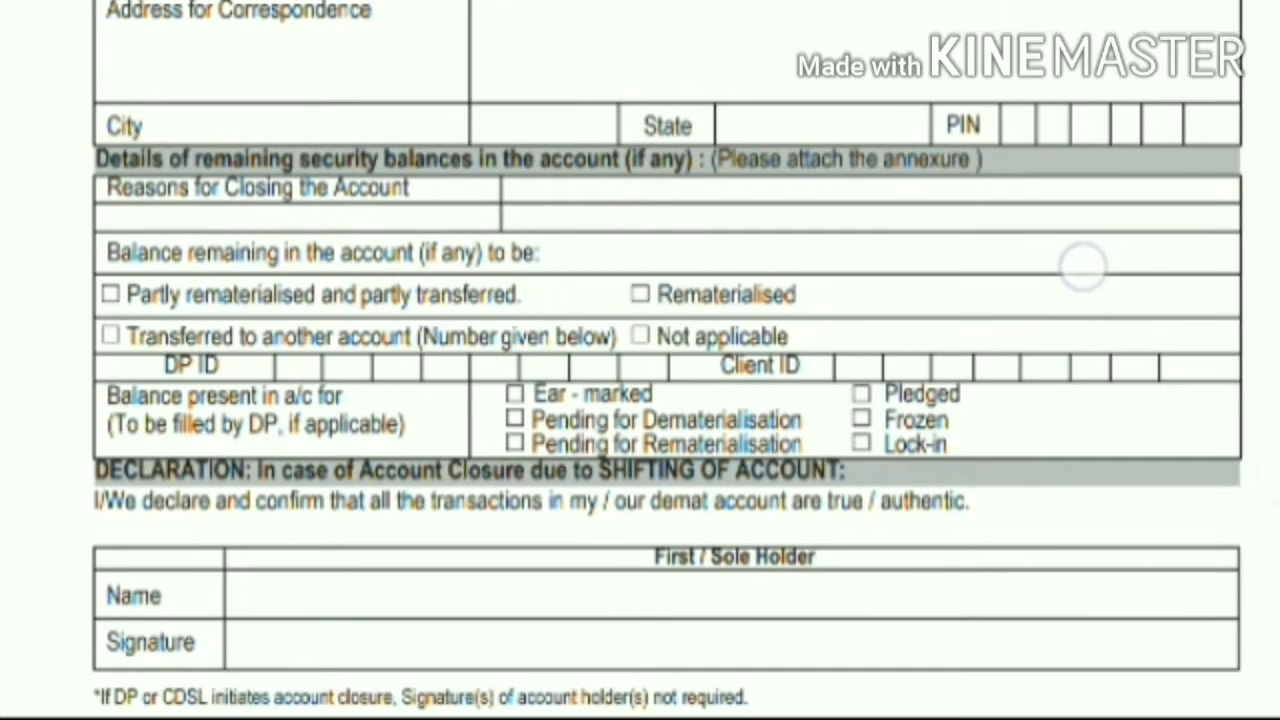 Address for Correspondence
Made with KINEMASTER
City State PIN
Details of remaining security balances in the account (if any) : (Please attach the annexure )
Reasons for Closing the Account
Balance remaining in the account (if any) to be:
Partly rematerialised and partly transferred. Rematerialised
Transferred to another account (Number given below) Not applicable
DP ID Client ID
Balance present in a/c for Ear - marked Pledged
(To be filled by DP, if applicable) Pending for Dematerialisation Frozen
Pending for Rematerialisation Lock-in
DECLARATION: In case of Account Closure due to SHIFTING OF ACCOUNT:
I/We declare and confirm that all the transactions in my / our demat account are true / authentic.
First / Sole Holder
Name
Signature
*If DP or CDSL initiates account closure, Signature(s) of account holder(s) not required.